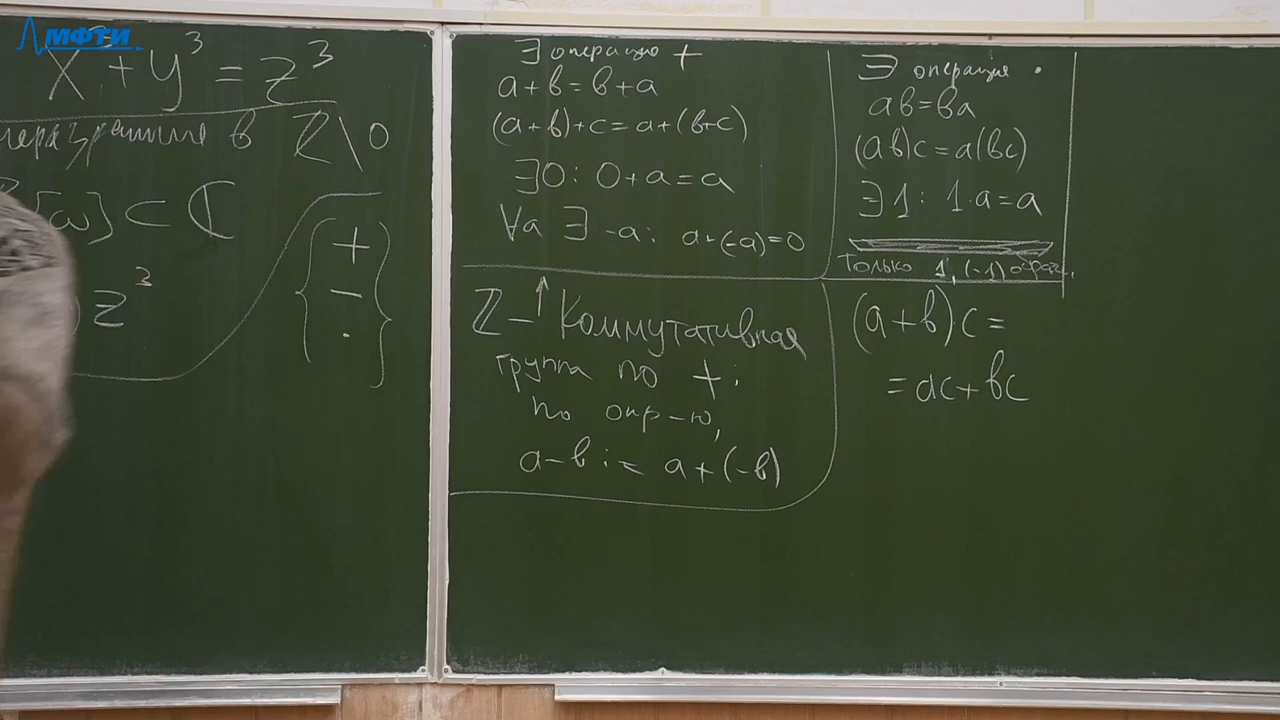 МФТИ
x³ + y³ = z³
неразрешимо в ℤ\0
[ω] ⊂ ℂ
z³
{ + − · }
∃ операция +
a+b=b+a
(a+b)+c=a+(b+c)
∃0: 0+a=a
∀a ∃ -a: a+(-a)=0
ℤ – Коммутативная
группа по +;
по опр-ю,
a-b := a+(-b)
∃ операция ·
ab=ba
(ab)c=a(bc)
∃1: 1·a=a
Только 1, (-1) обрат.
(a+b)c=
=ac+bc